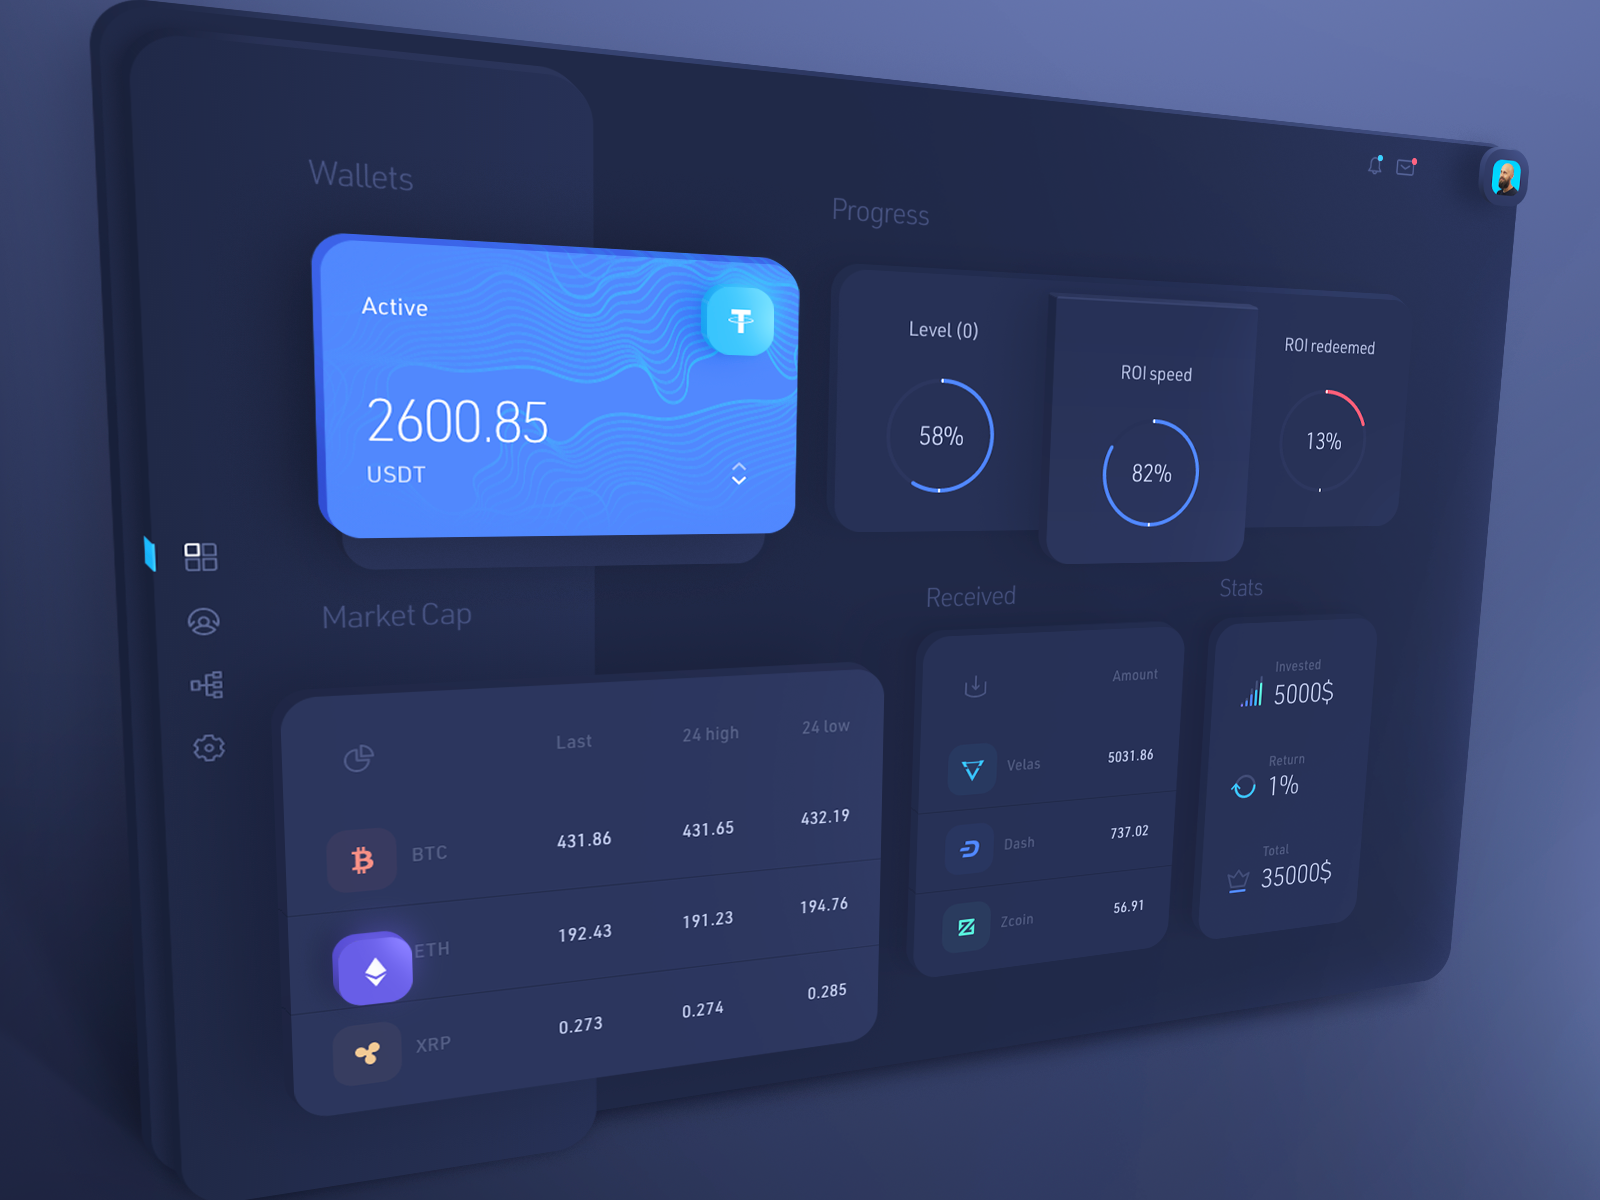 Wallets
Active
2600.85
USDT
Progress
Level (0)
58%
ROI speed
82%
ROI redeemed
13%
Market Cap
Last 24 high 24 low
BTC 431.86 431.65 432.19
ETH 192.43 191.23 194.76
XRP 0.273 0.274 0.285
Received
Amount
Velas 5031.86
Dash 737.02
Zcoin 56.91
Stats
Invested
5000$
Return
1%
Total
35000$